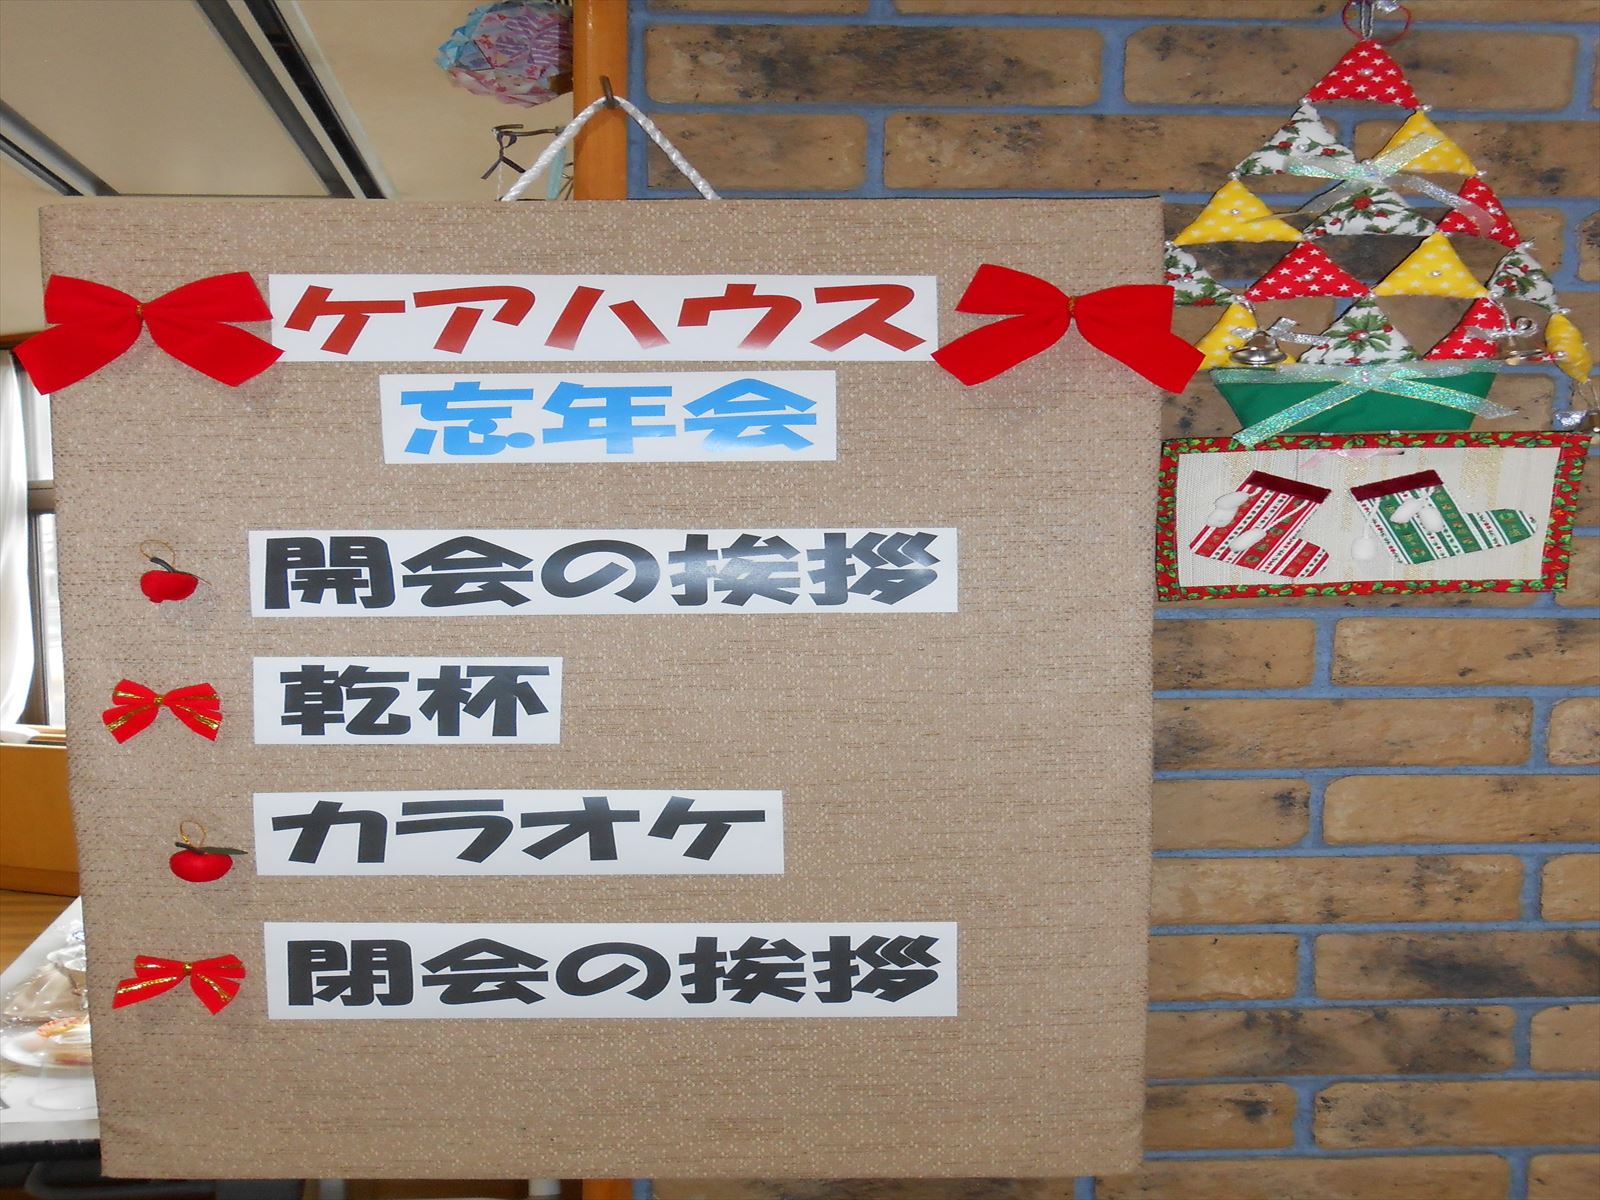 ケアハウス
忘年会
開会の挨拶
乾杯
カラオケ
閉会の挨拶